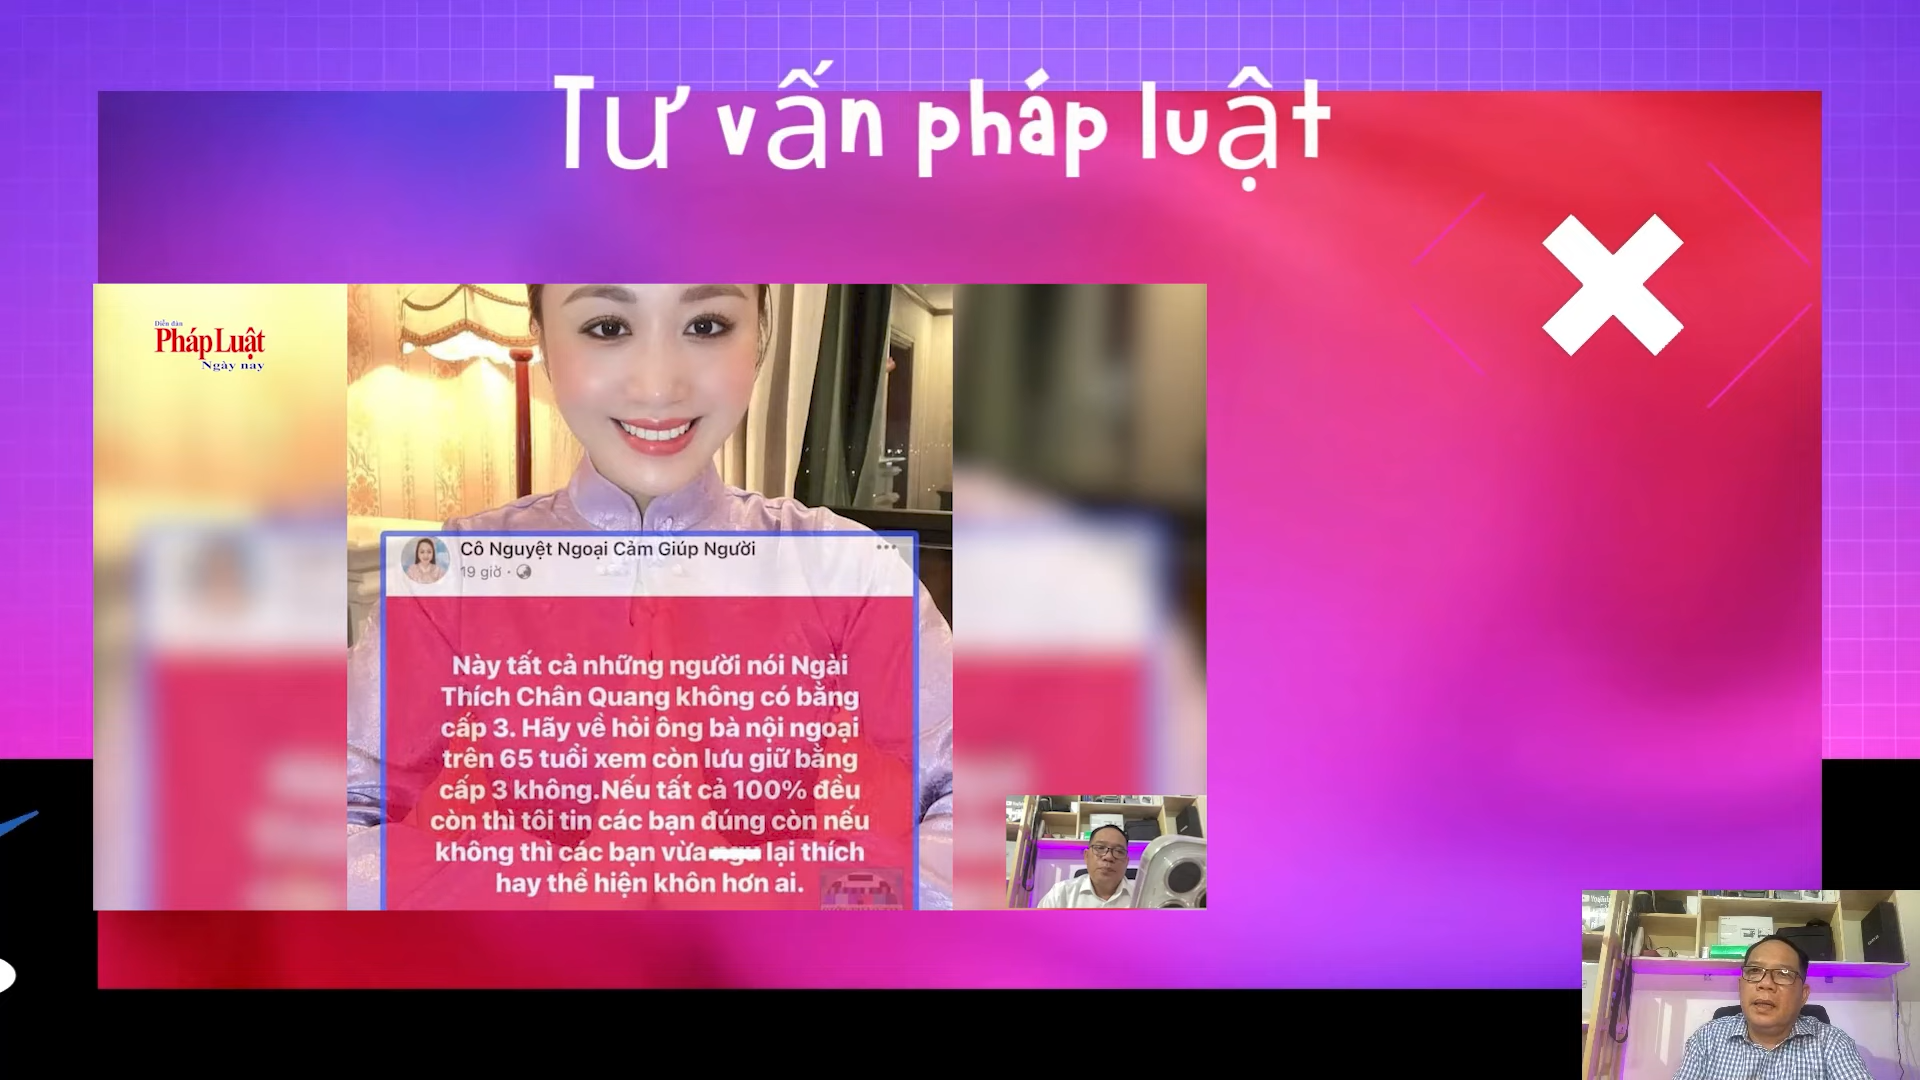 Tư vấn pháp luật
Diễn đàn
Pháp Luật
Ngày nay
Cô Nguyệt Ngoại Cảm Giúp Người
19 giờ ·
Này tất cả những người nói Ngài
Thích Chân Quang không có bằng
cấp 3. Hãy về hỏi ông bà nội ngoại
trên 65 tuổi xem còn lưu giữ bằng
cấp 3 không.Nếu tất cả 100% đều
còn thì tôi tin các bạn đúng còn nếu
không thì các bạn vừa lại thích
hay thể hiện khôn hơn ai.